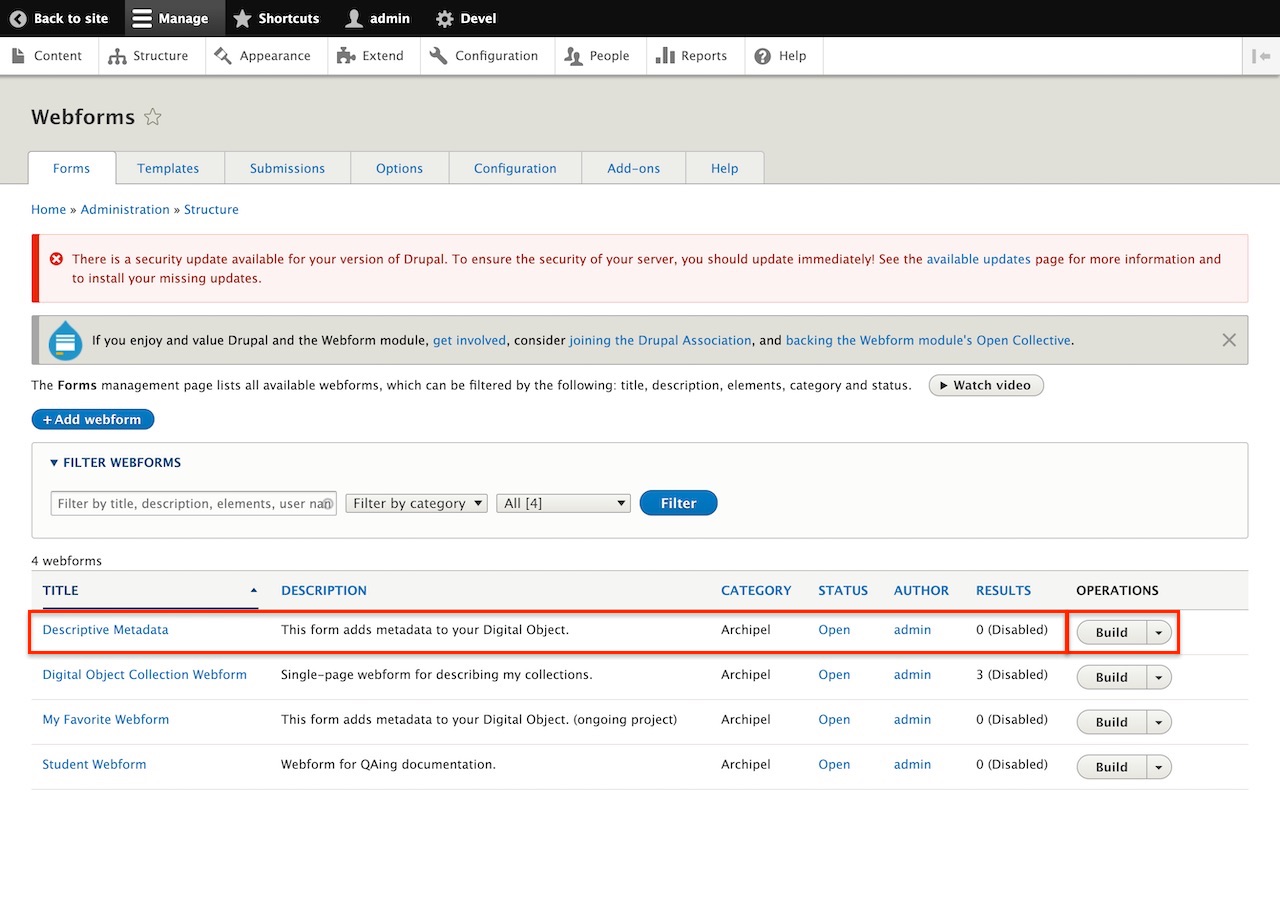 Back to site Manage Shortcuts admin Devel
Content Structure Appearance Extend Configuration People Reports Help
Webforms
Forms Templates Submissions Options Configuration Add-ons Help
Home » Administration » Structure
There is a security update available for your version of Drupal. To ensure the security of your server, you should update immediately! See the available updates page for more information and
to install your missing updates.
If you enjoy and value Drupal and the Webform module, get involved, consider joining the Drupal Association, and backing the Webform module's Open Collective.
The Forms management page lists all available webforms, which can be filtered by the following: title, description, elements, category and status. Watch video
+ Add webform
FILTER WEBFORMS
Filter by title, description, elements, user nan Filter by category All [4] Filter
4 webforms
TITLE DESCRIPTION CATEGORY STATUS AUTHOR RESULTS OPERATIONS
Descriptive Metadata This form adds metadata to your Digital Object. Archipel Open admin 0 (Disabled) Build
Digital Object Collection Webform Single-page webform for describing my collections. Archipel Open admin 3 (Disabled) Build
My Favorite Webform This form adds metadata to your Digital Object. (ongoing project) Archipel Open admin 0 (Disabled) Build
Student Webform Webform for QAing documentation. Archipel Open admin 0 (Disabled) Build